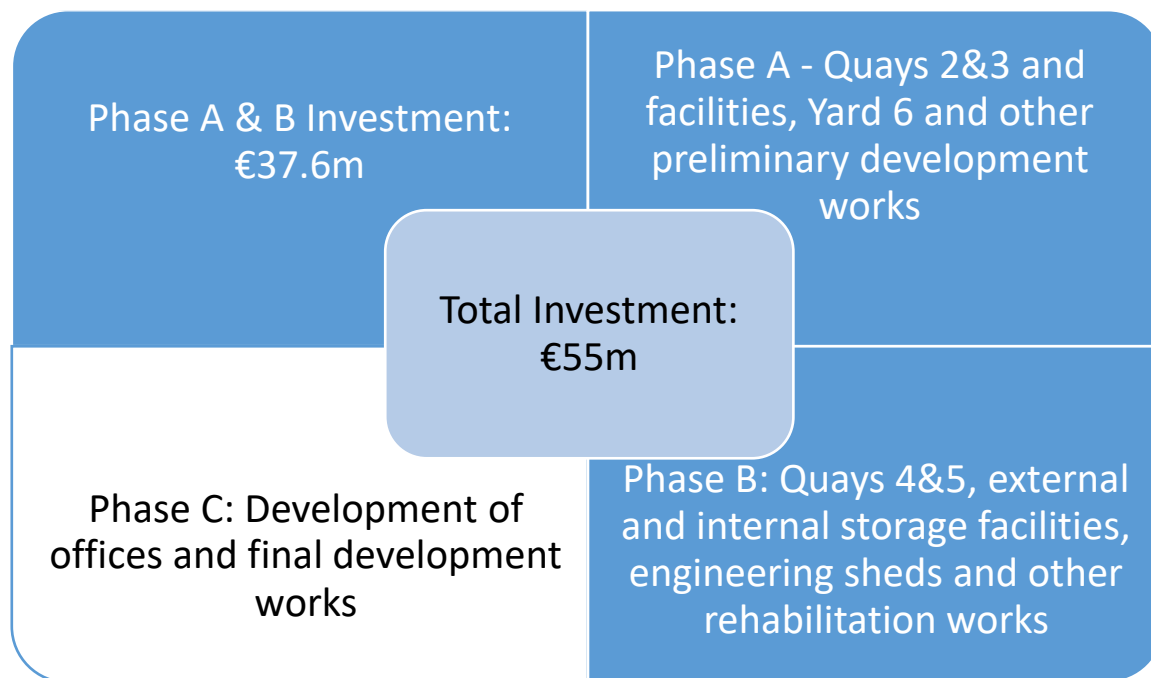 Phase A & B Investment:
€37.6m
Phase A - Quays 2&3 and
facilities, Yard 6 and other
preliminary development
works
Total Investment:
€55m
Phase C: Development of
offices and final development
works
Phase B: Quays 4&5, external
and internal storage facilities,
engineering sheds and other
rehabilitation works